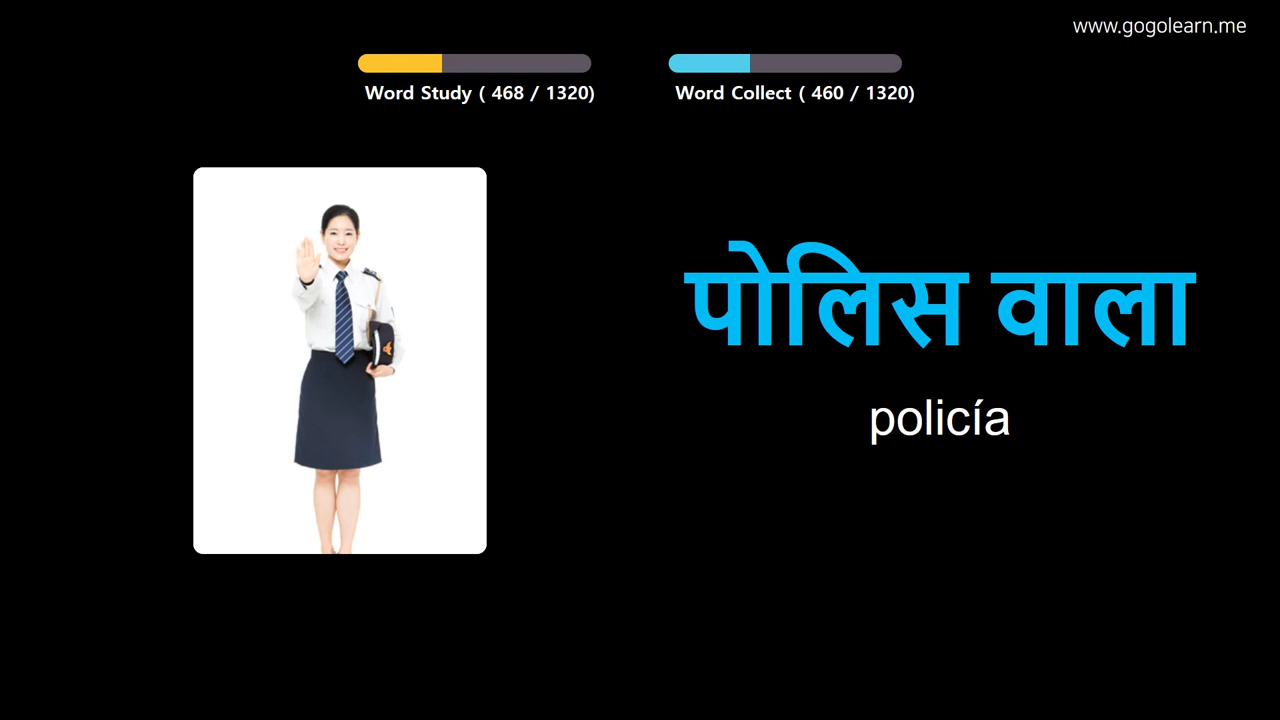 www.gogolearn.me
Word Study ( 468 / 1320)
Word Collect ( 460 / 1320)
पोलिस वाला
policía